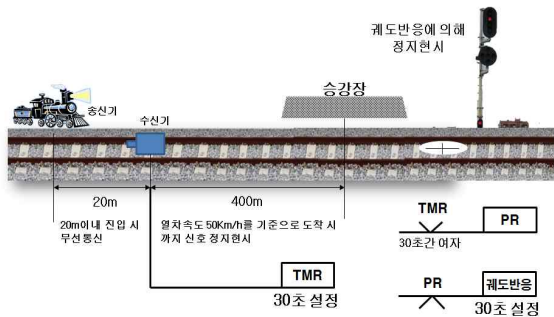 궤도반응에 의해
정지현시
승강장
송신기
수신기
20m
400m
20m이내 진입 시
무선통신
열차속도 50Km/h를 기준으로 도착 시
까지 신호 정지현시
TMR
30초 설정
TMR
PR
30초간 여자
PR
궤도반응
30초 설정